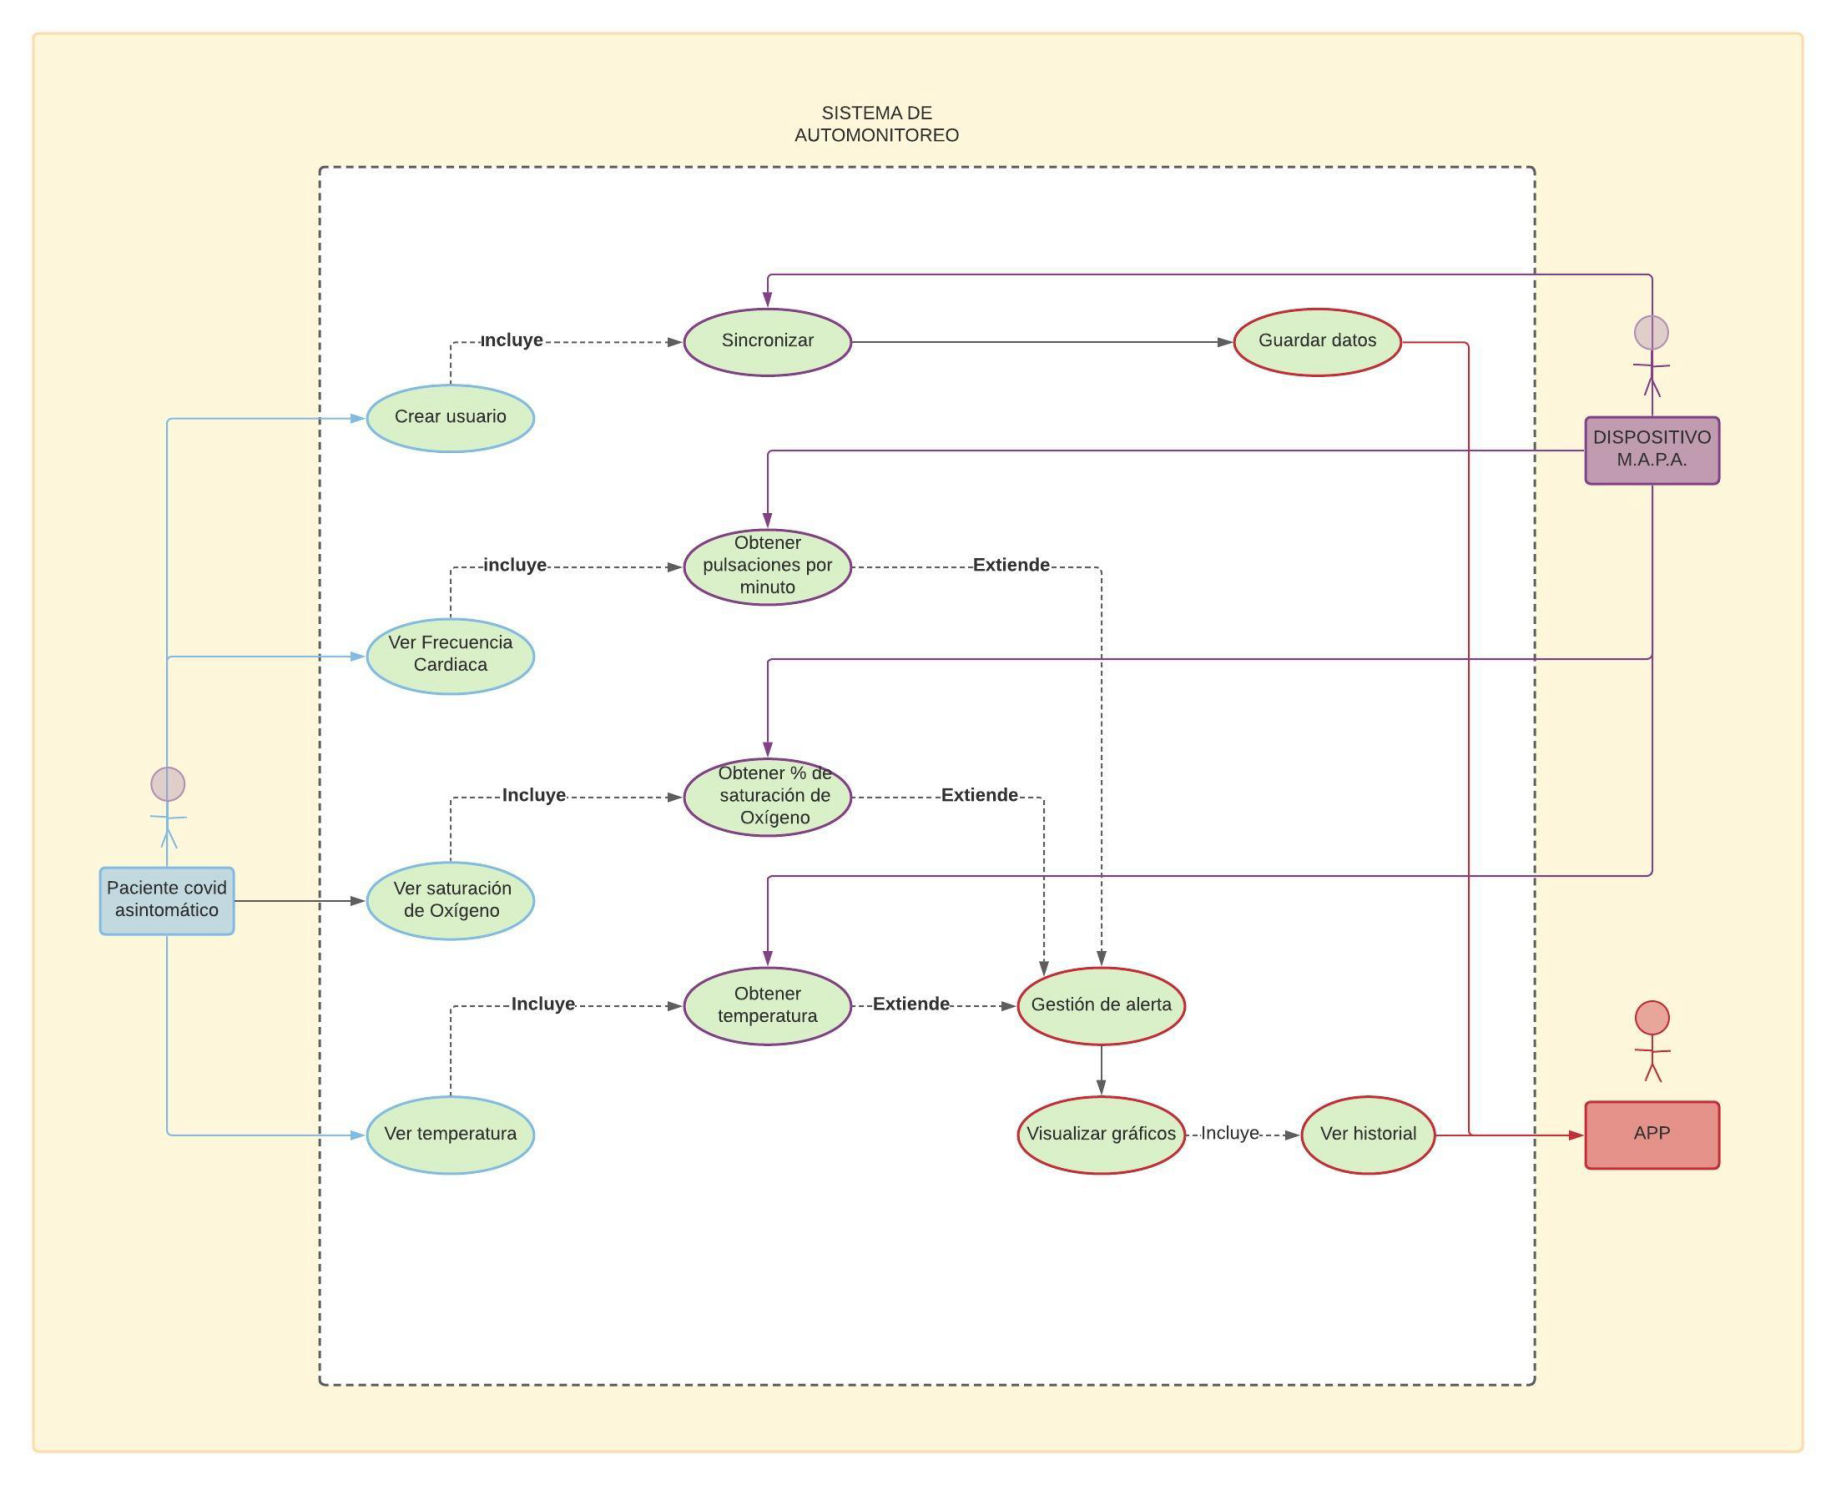 SISTEMA DE
AUTOMONITOREO
incluye
Sincronizar
Guardar datos
Crear usuario
DISPOSITIVO
M.A.P.A.
Obtener
pulsaciones por
minuto
incluye
Extiende
Ver Frecuencia
Cardiaca
Obtener % de
saturación de
Oxígeno
Incluye
Extiende
Paciente covid
asintomático
Ver saturación
de Oxígeno
Obtener
temperatura
Incluye
Extiende
Gestión de alerta
Ver temperatura
Visualizar gráficos
Incluye
Ver historial
APP